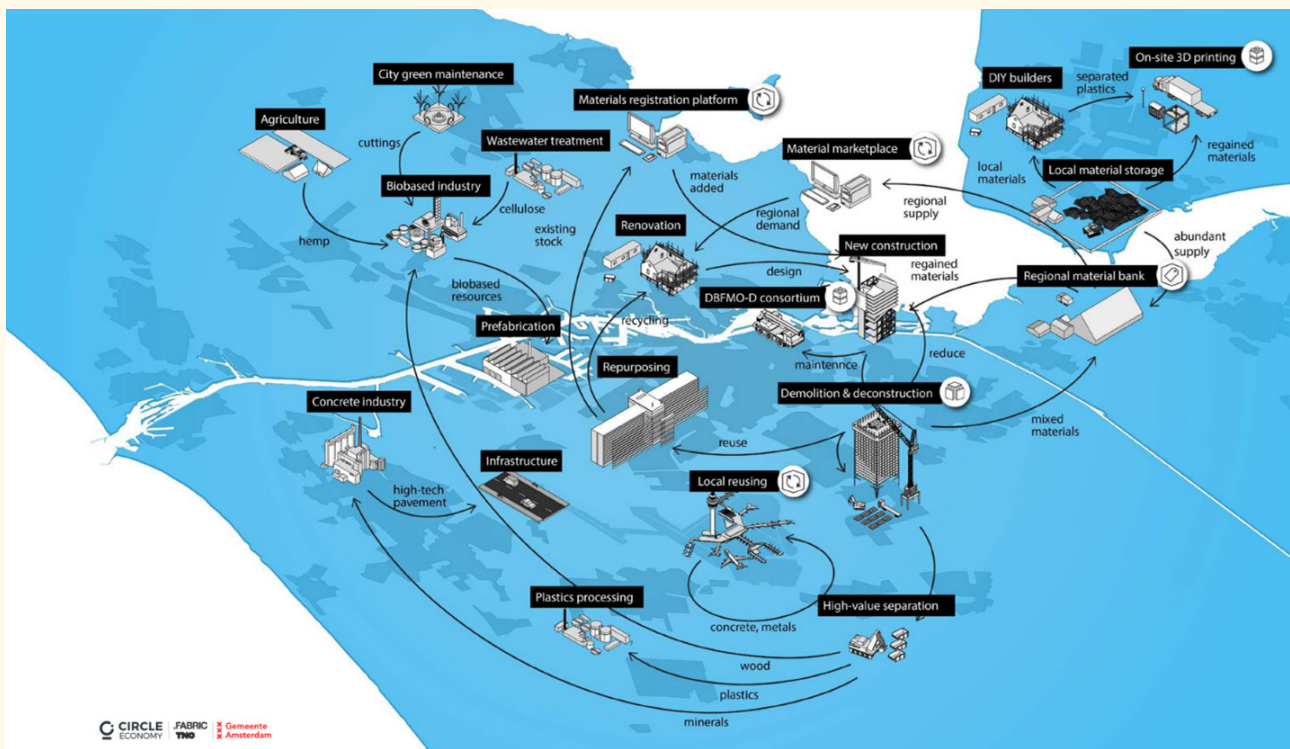 City green maintenance
On-site 3D printing
DIY builders
separated
plastics
Materials registration platform
Agriculture
cuttings
Wastewater treatment
Material marketplace
regained
materials
local
materials
Local material storage
materials
added
Biobased industry
cellulose
regional
supply
existing
stock
Renovation
regional
demand
hemp
New construction
abundant
supply
design
regained
materials
Regional material bank
biobased
resources
DBFMO-D consortium
Prefabrication
recycling
reduce
Repurposing
maintennce
Demolition & deconstruction
Concrete industry
mixed
materials
reuse
Infrastructure
Local reusing
high-tech
pavement
Plastics processing
High-value separation
concrete, metals
wood
plastics
minerals
CIRCLE
ECONOMY
.FABRIC
TNO
Gemeente
Amsterdam